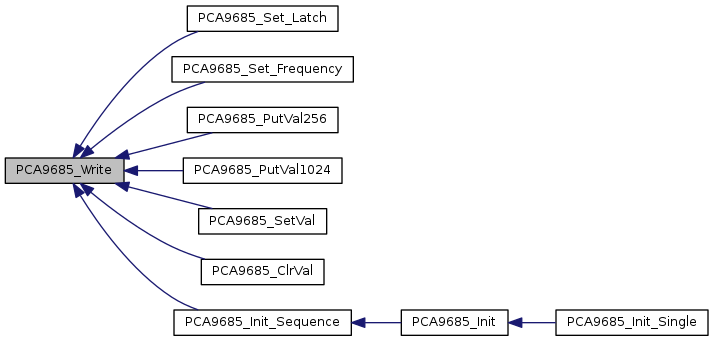 PCA9685_Set_Latch
PCA9685_Set_Frequency
PCA9685_PutVal256
PCA9685_Write
PCA9685_PutVal1024
PCA9685_SetVal
PCA9685_ClrVal
PCA9685_Init_Sequence
PCA9685_Init
PCA9685_Init_Single